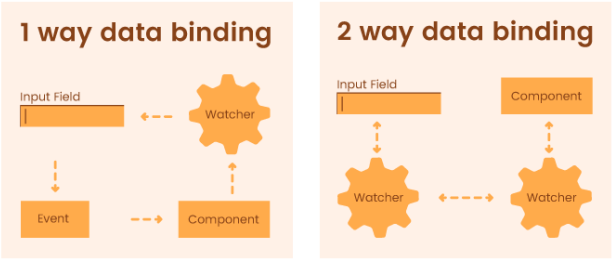 1 way data binding
Input Field
Watcher
Event
Component
2 way data binding
Input Field
Component
Watcher
Watcher